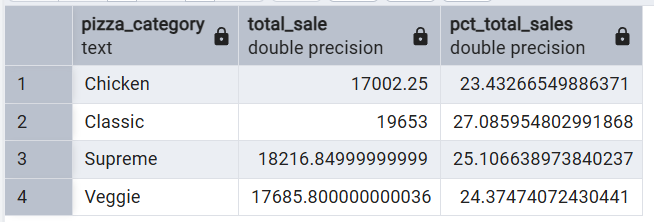 pizza_category total_sale pct_total_sales
text double precision double precision
1 Chicken 17002.25 23.43266549886371
2 Classic 19653 27.085954802991868
3 Supreme 18216.84999999999 25.106638973840237
4 Veggie 17685.800000000036 24.37474072430441